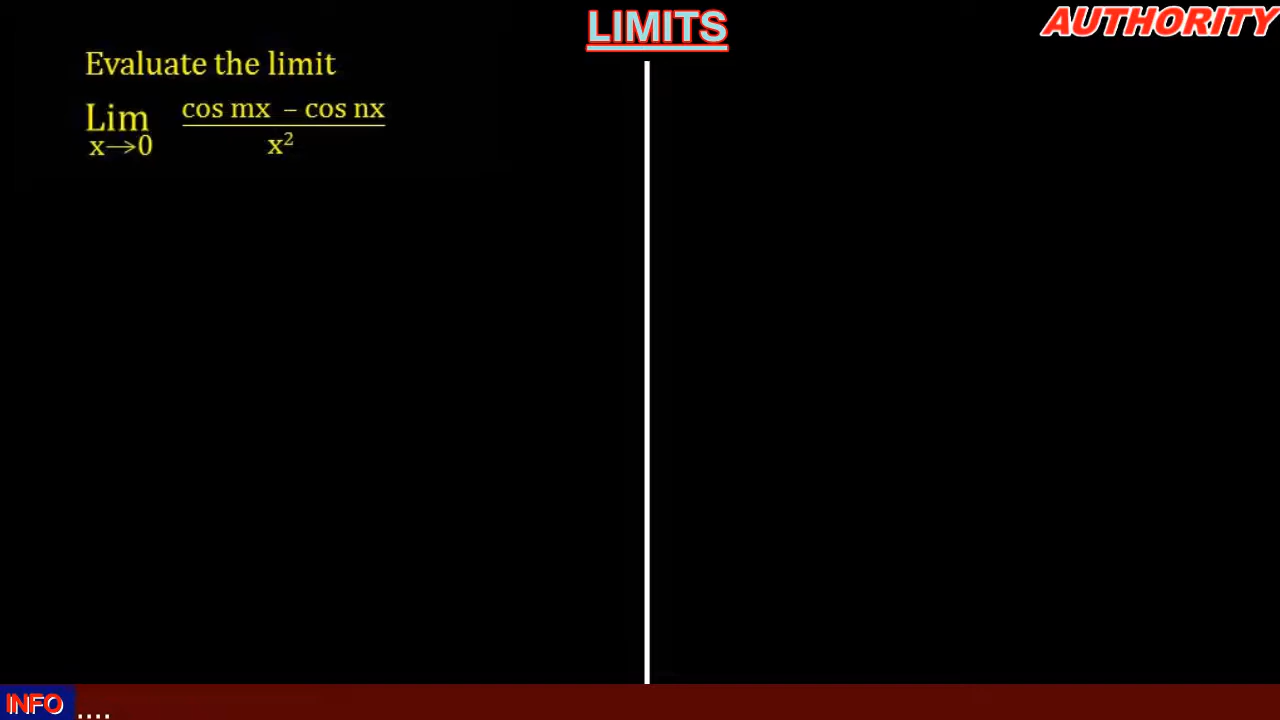 LIMITS
AUTHORITY
Evaluate the limit
Lim cos mx – cos nx
x→0 x²
INFO ....